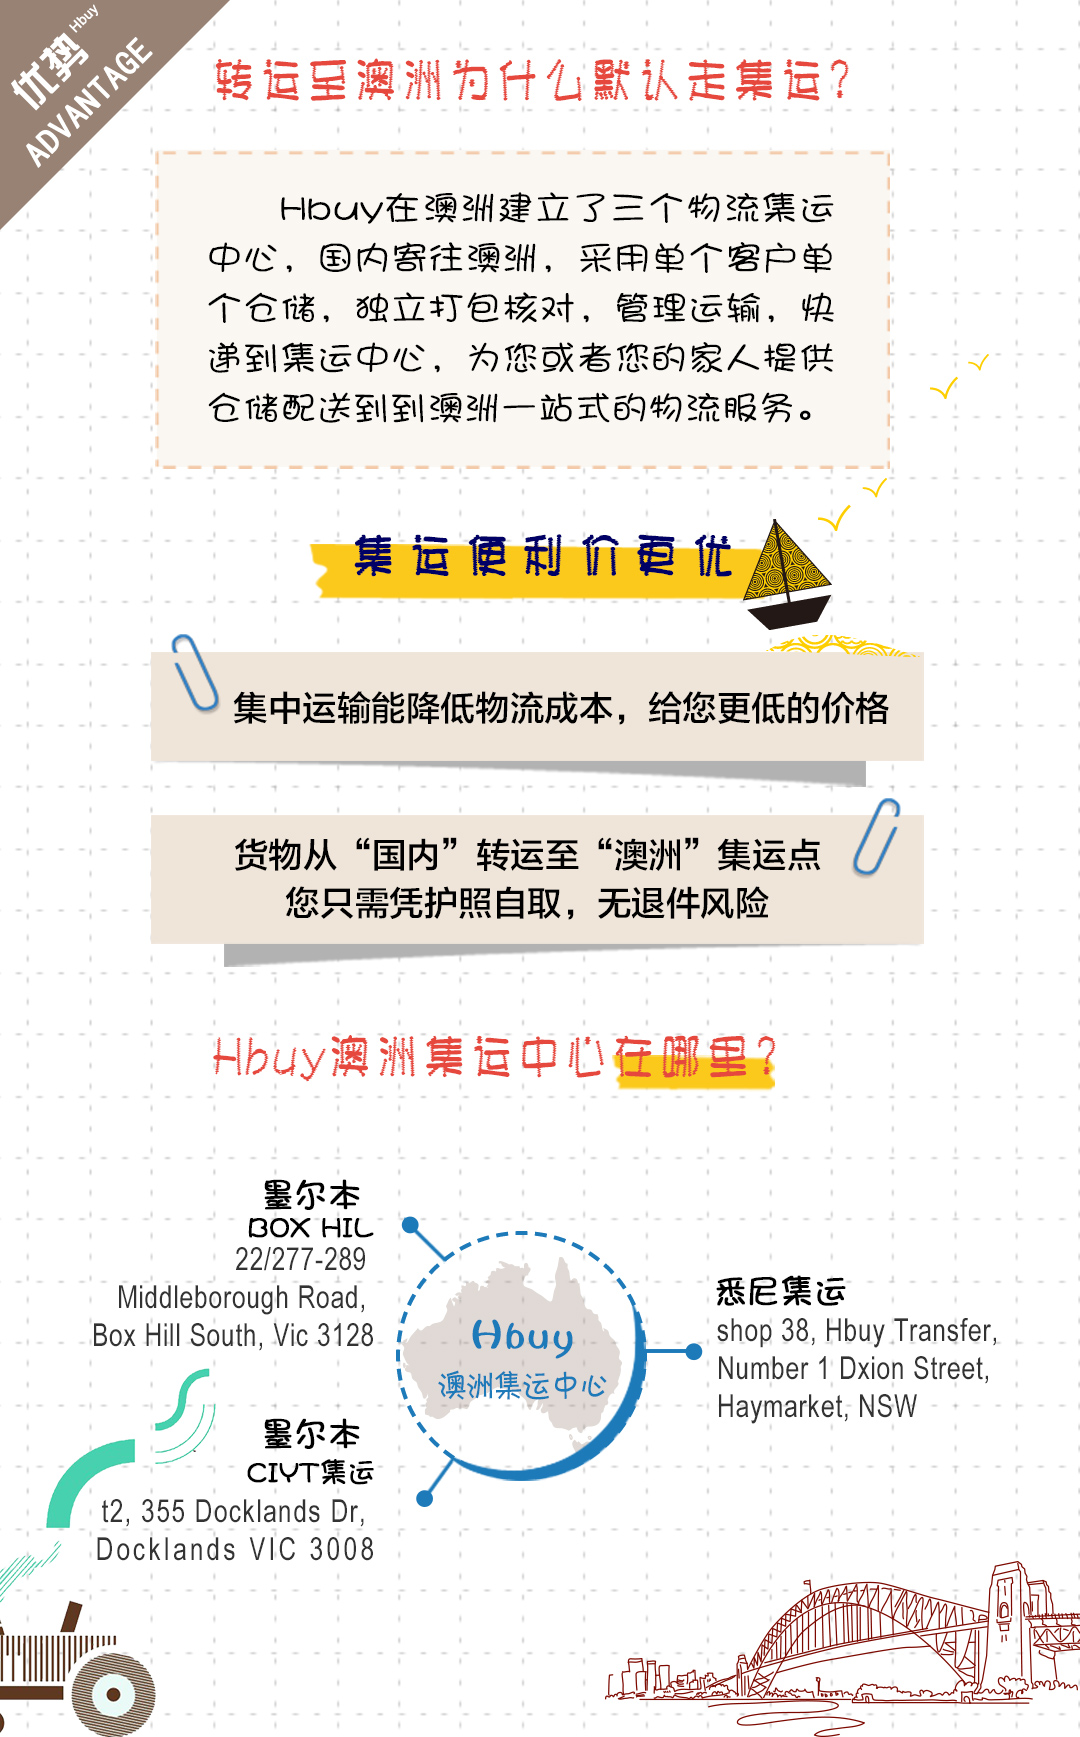 优势 Hbuy
ADVANTAGE
转运至澳洲为什么默认走集运?
Hbuy在澳洲建立了三个物流集运
中心，国内寄往澳洲，采用单个客户单
个仓储，独立打包核对，管理运输，快
递到集运中心，为您或者您的家人提供
仓储配送到到澳洲一站式的物流服务。
集运便利价更优
集中运输能降低物流成本，给您更低的价格
货物从“国内”转运至“澳洲”集运点
您只需凭护照自取，无退件风险
Hbuy澳洲集运中心在哪里?
墨尔本
BOX HIL
22/277-289
Middleborough Road,
Box Hill South, Vic 3128
Hbuy
澳洲集运中心
悉尼集运
shop 38, Hbuy Transfer,
Number 1 Dxion Street,
Haymarket, NSW
墨尔本
CIYT集运
t2, 355 Docklands Dr,
Docklands VIC 3008